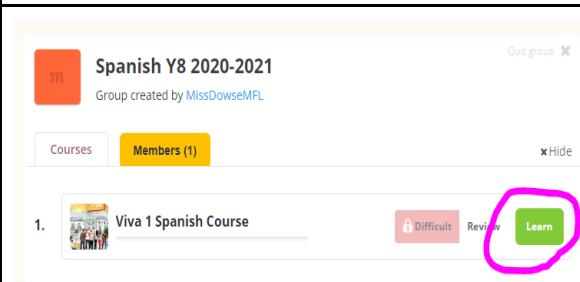 Quit group ✖
m
Spanish Y8 2020-2021
Group created by MissDowseMFL
Courses Members (1) ✖Hide
1. Viva 1 Spanish Course Difficult Review Learn